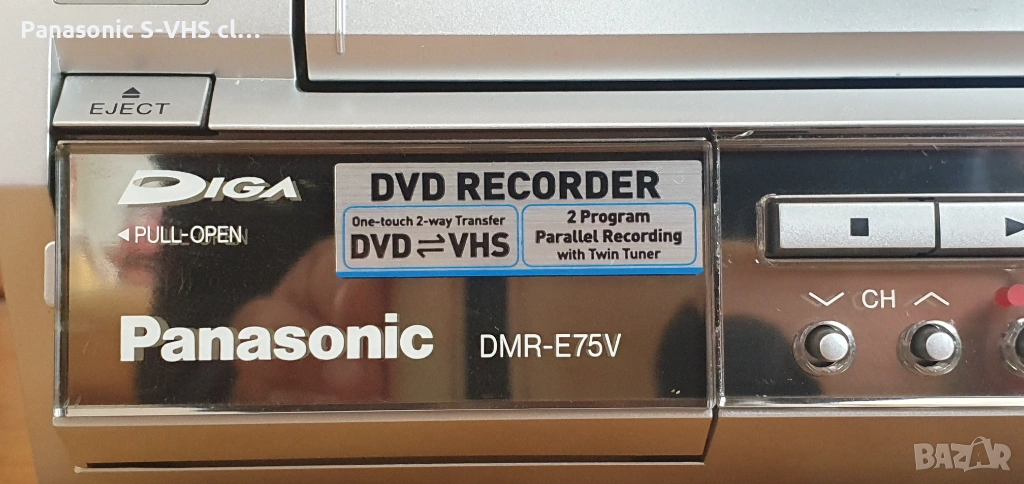 Panasonic S-VHS cl...
EJECT
DIGA
PULL-OPEN
DVD RECORDER
One-touch 2-way Transfer
DVD ⇌ VHS
2 Program
Parallel Recording
with Twin Tuner
Panasonic
DMR-E75V
CH
BAZAR